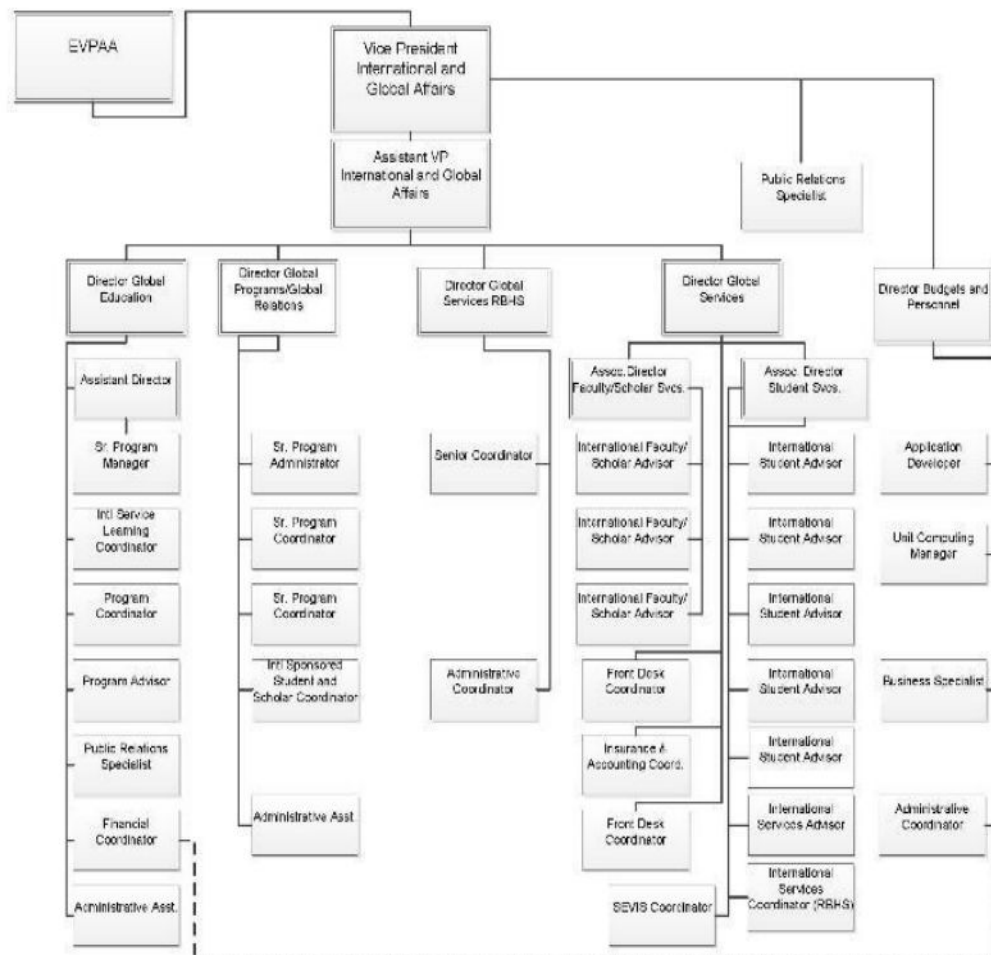 EVPAA
Vice President
International and
Global Affairs
Assistant VP
International and Global
Affairs
Public Relations
Specialist
Director Global
Education
Director Global
Programs/Global
Relations
Director Global
Services RBHS
Director Global
Services
Director Budgets and
Personnel
Assistant Director
Sr. Program
Manager
Intl Service
Learning
Coordinator
Program
Coordinator
Program Advisor
Public Relations
Specialist
Financial
Coordinator
Administrative Asst.
Sr. Program
Administrator
Sr. Program
Coordinator
Sr. Program
Coordinator
Intl Sponsored
Student and
Scholar Coordinator
Administrative Asst.
Senior Coordinator
Administrative
Coordinator
Assoc.Director
Faculty/Scholar Svcs.
International Faculty/
Scholar Advisor
International Faculty/
Scholar Advisor
International Faculty/
Scholar Advisor
Front Desk
Coordinator
Insurance &
Accounting Coord.
Front Desk
Coordinator
SEVIS Coordinator
Assoc. Director
Student Svcs.
International
Student Advisor
International
Student Advisor
International
Student Advisor
International
Student Advisor
International
Student Advisor
International
Services Advisor
International
Services
Coordinator (RBHS)
Application
Developer
Unit Computing
Manager
Business Specialist
Administrative
Coordinator